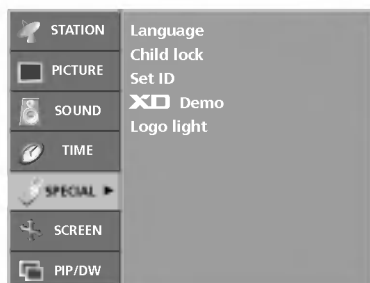 STATION
PICTURE
SOUND
TIME
SPECIAL
SCREEN
PIP/DW
Language
Child lock
Set ID
XD Demo
Logo light